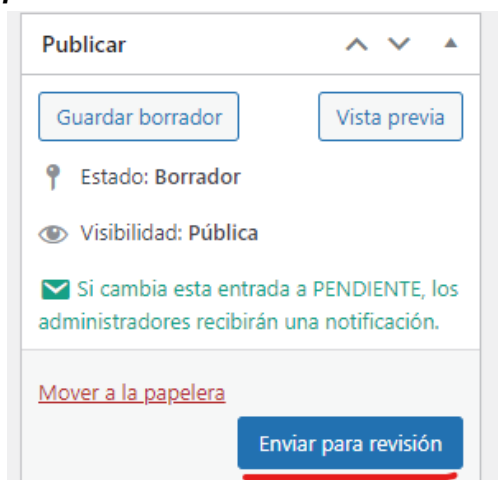 Publicar
Guardar borrador
Vista previa
Estado: Borrador
Visibilidad: Pública
Si cambia esta entrada a PENDIENTE, los
administradores recibirán una notificación.
Mover a la papelera
Enviar para revisión